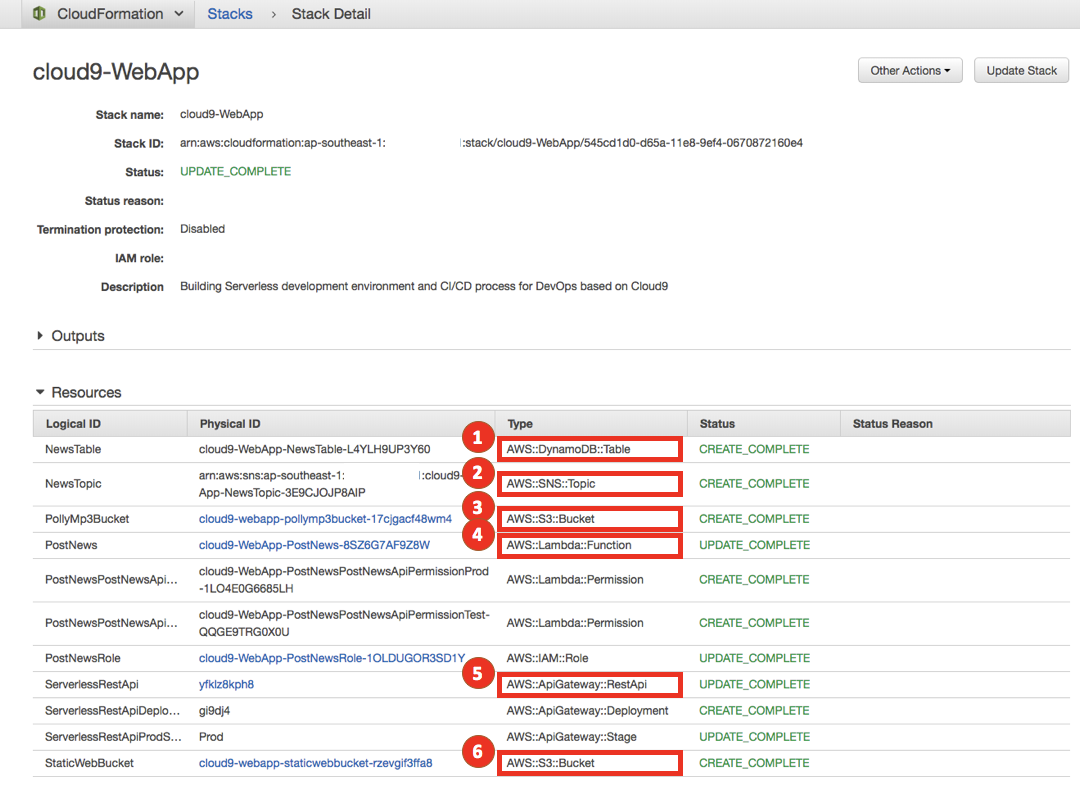 CloudFormation Stacks › Stack Detail
cloud9-WebApp
Other Actions Update Stack
Stack name: cloud9-WebApp
Stack ID: arn:aws:cloudformation:ap-southeast-1: :stack/cloud9-WebApp/545cd1d0-d65a-11e8-9ef4-0670872160e4
Status: UPDATE_COMPLETE
Status reason:
Termination protection: Disabled
IAM role:
Description Building Serverless development environment and CI/CD process for DevOps based on Cloud9
Outputs
Resources
Logical ID Physical ID Type Status Status Reason
NewsTable cloud9-WebApp-NewsTable-L4YLH9UP3Y60 1 AWS::DynamoDB::Table CREATE_COMPLETE
NewsTopic arn:aws:sns:ap-southeast-1: :cloud9- 2 AWS::SNS::Topic CREATE_COMPLETE
App-NewsTopic-3E9CJOJP8AIP
PollyMp3Bucket cloud9-webapp-pollymp3bucket-17cjgacf48wm4 3 AWS::S3::Bucket CREATE_COMPLETE
PostNews cloud9-WebApp-PostNews-8SZ6G7AF9Z8W 4 AWS::Lambda::Function UPDATE_COMPLETE
PostNewsPostNewsApi... cloud9-WebApp-PostNewsPostNewsApiPermissionProd AWS::Lambda::Permission CREATE_COMPLETE
-1LO4E0G6685LH
PostNewsPostNewsApi... cloud9-WebApp-PostNewsPostNewsApiPermissionTest- AWS::Lambda::Permission CREATE_COMPLETE
QQGE9TRG0X0U
PostNewsRole cloud9-WebApp-PostNewsRole-1OLDUGOR3SD1Y AWS::IAM::Role UPDATE_COMPLETE
ServerlessRestApi yfklz8kph8 5 AWS::ApiGateway::RestApi UPDATE_COMPLETE
ServerlessRestApiDeplo... gi9dj4 AWS::ApiGateway::Deployment CREATE_COMPLETE
ServerlessRestApiProdS... Prod AWS::ApiGateway::Stage UPDATE_COMPLETE
StaticWebBucket cloud9-webapp-staticwebbucket-rzevgif3ffa8 6 AWS::S3::Bucket CREATE_COMPLETE